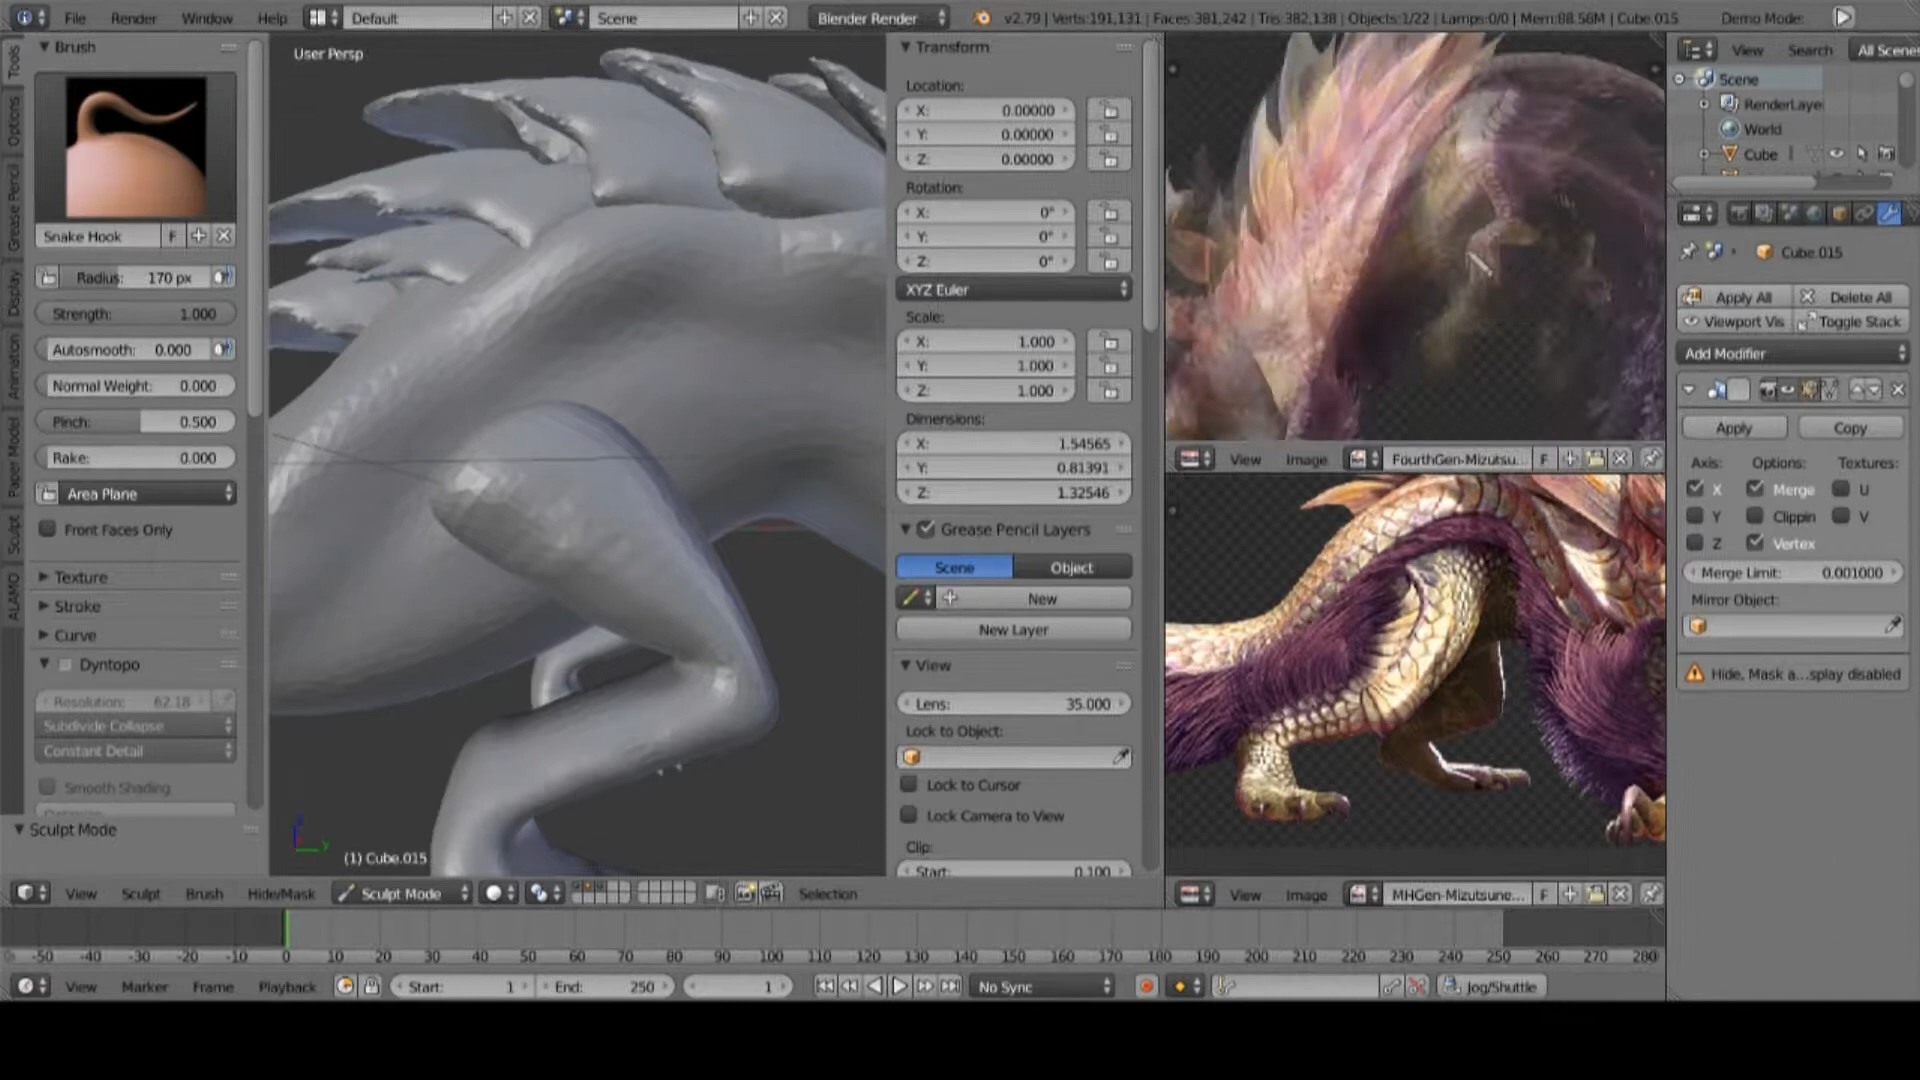 File Render Window Help Default Scene Blender Render v2.79 | Verts:191,131 | Faces:381,242 | Tris:382,138 | Objects:1/22 | Lamps:0/0 | Mem:88.56M | Cube.015 Demo Mode:
Tools
Options
Grease Pencil
Display
Animation
Paper Model
Sculpt
ALAMO
Brush
Snake Hook F
Radius: 170 px
Strength: 1.000
Autosmooth: 0.000
Normal Weight: 0.000
Pinch: 0.500
Rake: 0.000
Area Plane
Front Faces Only
Texture
Stroke
Curve
Dyntopo
Resolution: 62.18
Subdivide Collapse
Constant Detail
Smooth Shading
Sculpt Mode
User Persp
(1) Cube.015
Transform
Location:
X: 0.00000
Y: 0.00000
Z: 0.00000
Rotation:
X: 0°
Y: 0°
Z: 0°
XYZ Euler
Scale:
X: 1.000
Y: 1.000
Z: 1.000
Dimensions:
X: 1.54565
Y: 0.81391
Z: 1.32546
Grease Pencil Layers
Scene Object
New
New Layer
View
Lens: 35.000
Lock to Object:
Lock to Cursor
Lock Camera to View
Clip:
Start: 0.100
View Image FourthGen-Mizutsu... F
View Image MHGen-Mizutsune... F
View Search All Scenes
Scene
RenderLaye
World
Cube
Cube.015
Apply All Delete All
Viewport Vis Toggle Stack
Add Modifier
Apply Copy
Axis: Options: Textures:
X Merge U
Y Clippin V
Z Vertex
Merge Limit: 0.001000
Mirror Object:
Hide, Mask a...splay disabled
View Sculpt Brush Hide/Mask Sculpt Mode Selection
-50 -40 -30 -20 -10 0 10 20 30 40 50 60 70 80 90 100 110 120 130 140 150 160 170 180 190 200 210 220 230 240 250 260 270 280
View Marker Frame Playback Start: 1 End: 250 1 No Sync Jog/Shuttle